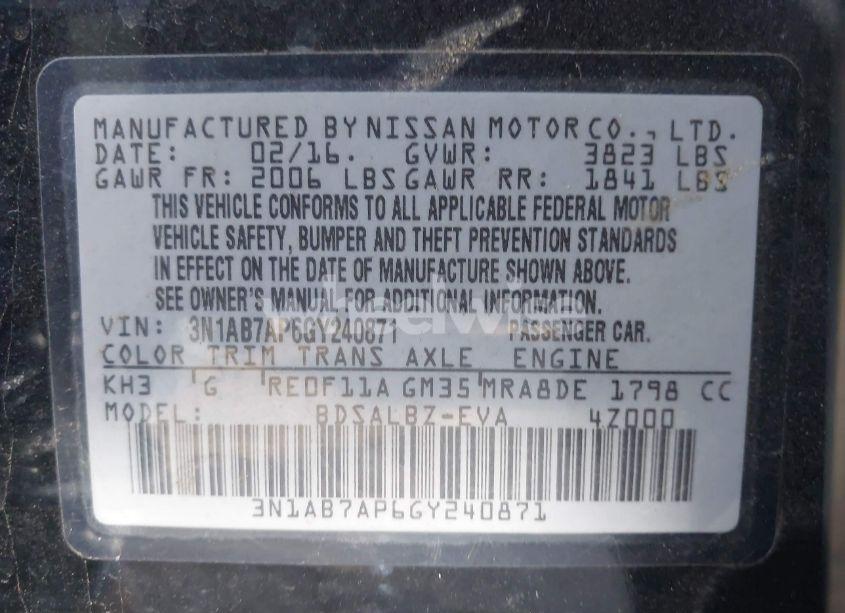 MANUFACTURED BY NISSAN MOTOR CO., LTD.
DATE: 02/16. GVWR: 3823 LBS
GAWR FR: 2006 LBS GAWR RR: 1841 LBS
THIS VEHICLE CONFORMS TO ALL APPLICABLE FEDERAL MOTOR
VEHICLE SAFETY, BUMPER AND THEFT PREVENTION STANDARDS
IN EFFECT ON THE DATE OF MANUFACTURE SHOWN ABOVE.
SEE OWNER'S MANUAL FOR ADDITIONAL INFORMATION.
VIN: 3N1AB7AP6GY240871 PASSENGER CAR.
COLOR TRIM TRANS AXLE ENGINE
KH3 G RE0F11A GM35 MRA8DE 1798 CC
MODEL: BDSALBZ-EVA 4Z000
3N1AB7AP6GY240871